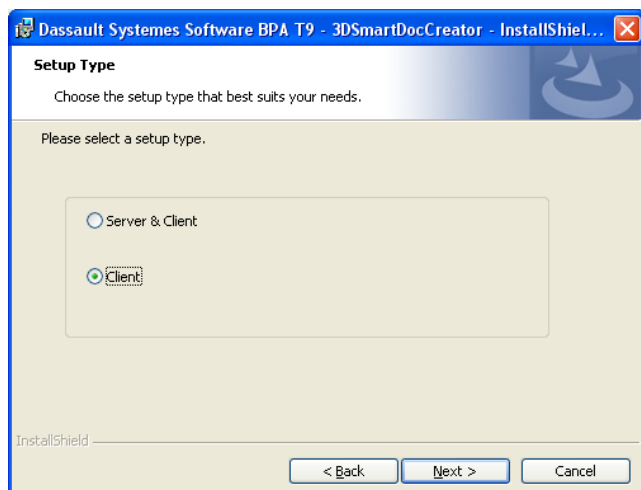 Dassault Systemes Software BPA T9 - 3DSmartDocCreator - InstallShiel...
Setup Type
Choose the setup type that best suits your needs.
Please select a setup type.
Server & Client
Client
InstallShield
< Back Next > Cancel